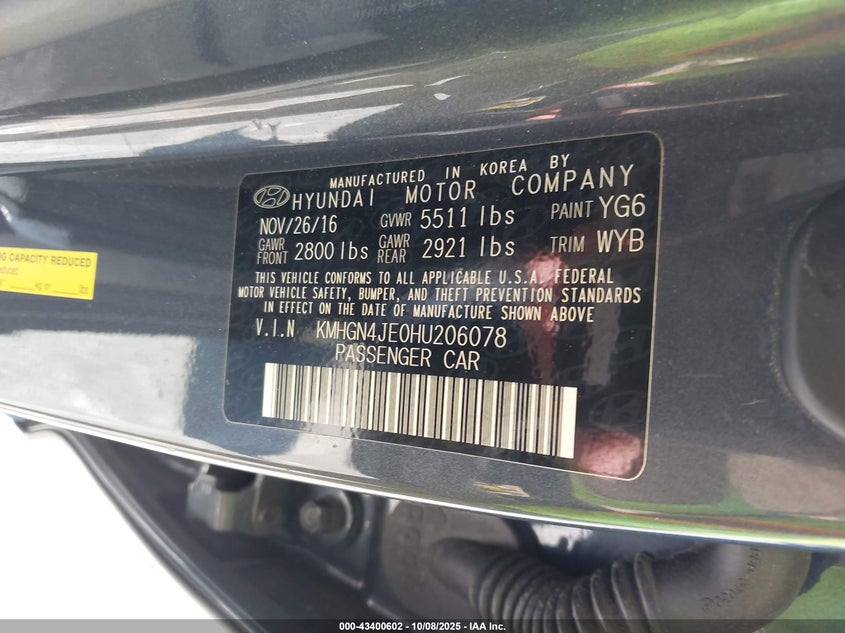 MANUFACTURED IN KOREA BY
HYUNDAI MOTOR COMPANY
NOV/26/16 GVWR 5511 lbs PAINT YG6
GAWR FRONT 2800 lbs GAWR REAR 2921 lbs TRIM WYB
THIS VEHICLE CONFORMS TO ALL APPLICABLE U.S.A. FEDERAL
MOTOR VEHICLE SAFETY, BUMPER, AND THEFT PREVENTION STANDARDS
IN EFFECT ON THE DATE OF MANUFACTURE SHOWN ABOVE
V.I.N KMHGN4JE0HU206078
PASSENGER CAR
CAPACITY REDUCED
kg or lbs
000-43400602 - 10/08/2025 - IAA Inc.